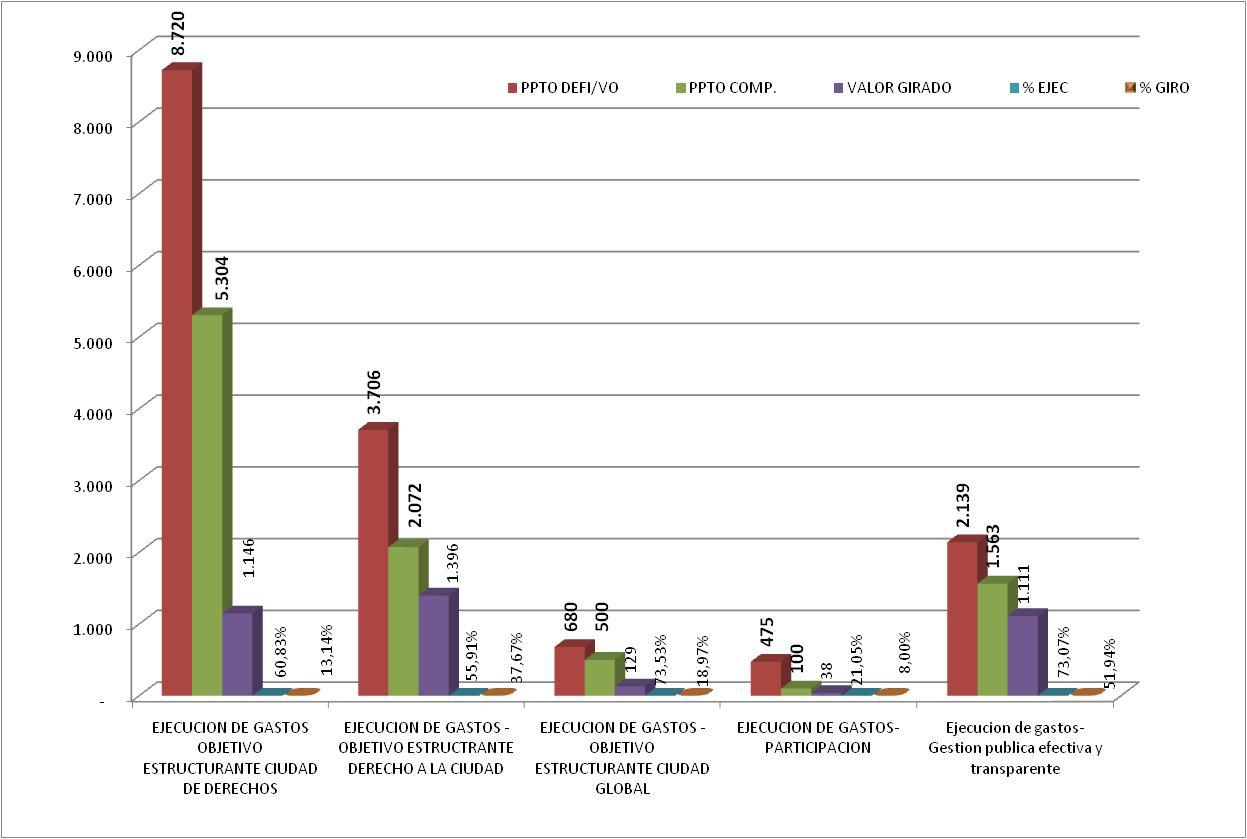 PPTO DEFI/VO PPTO COMP. VALOR GIRADO % EJEC % GIRO
9.000
8.000
7.000
6.000
5.000
4.000
3.000
2.000
1.000
-
8.720
5.304
1.146
60,83%
13,14%
3.706
2.072
1.396
55,91%
37,67%
680
500
129
73,53%
18,97%
475
100
38
21,05%
8,00%
2.139
1.563
1.111
73,07%
51,94%
EJECUCION DE GASTOS
OBJETIVO
ESTRUCTURANTE CIUDAD
DE DERECHOS
EJECUCION DE GASTOS -
OBJETIVO ESTRUCTRANTE
DERECHO A LA CIUDAD
EJECUCION DE GASTOS -
OBJETIVO
ESTRUCTURANTE CIUDAD
GLOBAL
EJECUCION DE GASTOS-
PARTICIPACION
Ejecucion de gastos-
Gestion publica efectiva y
transparente